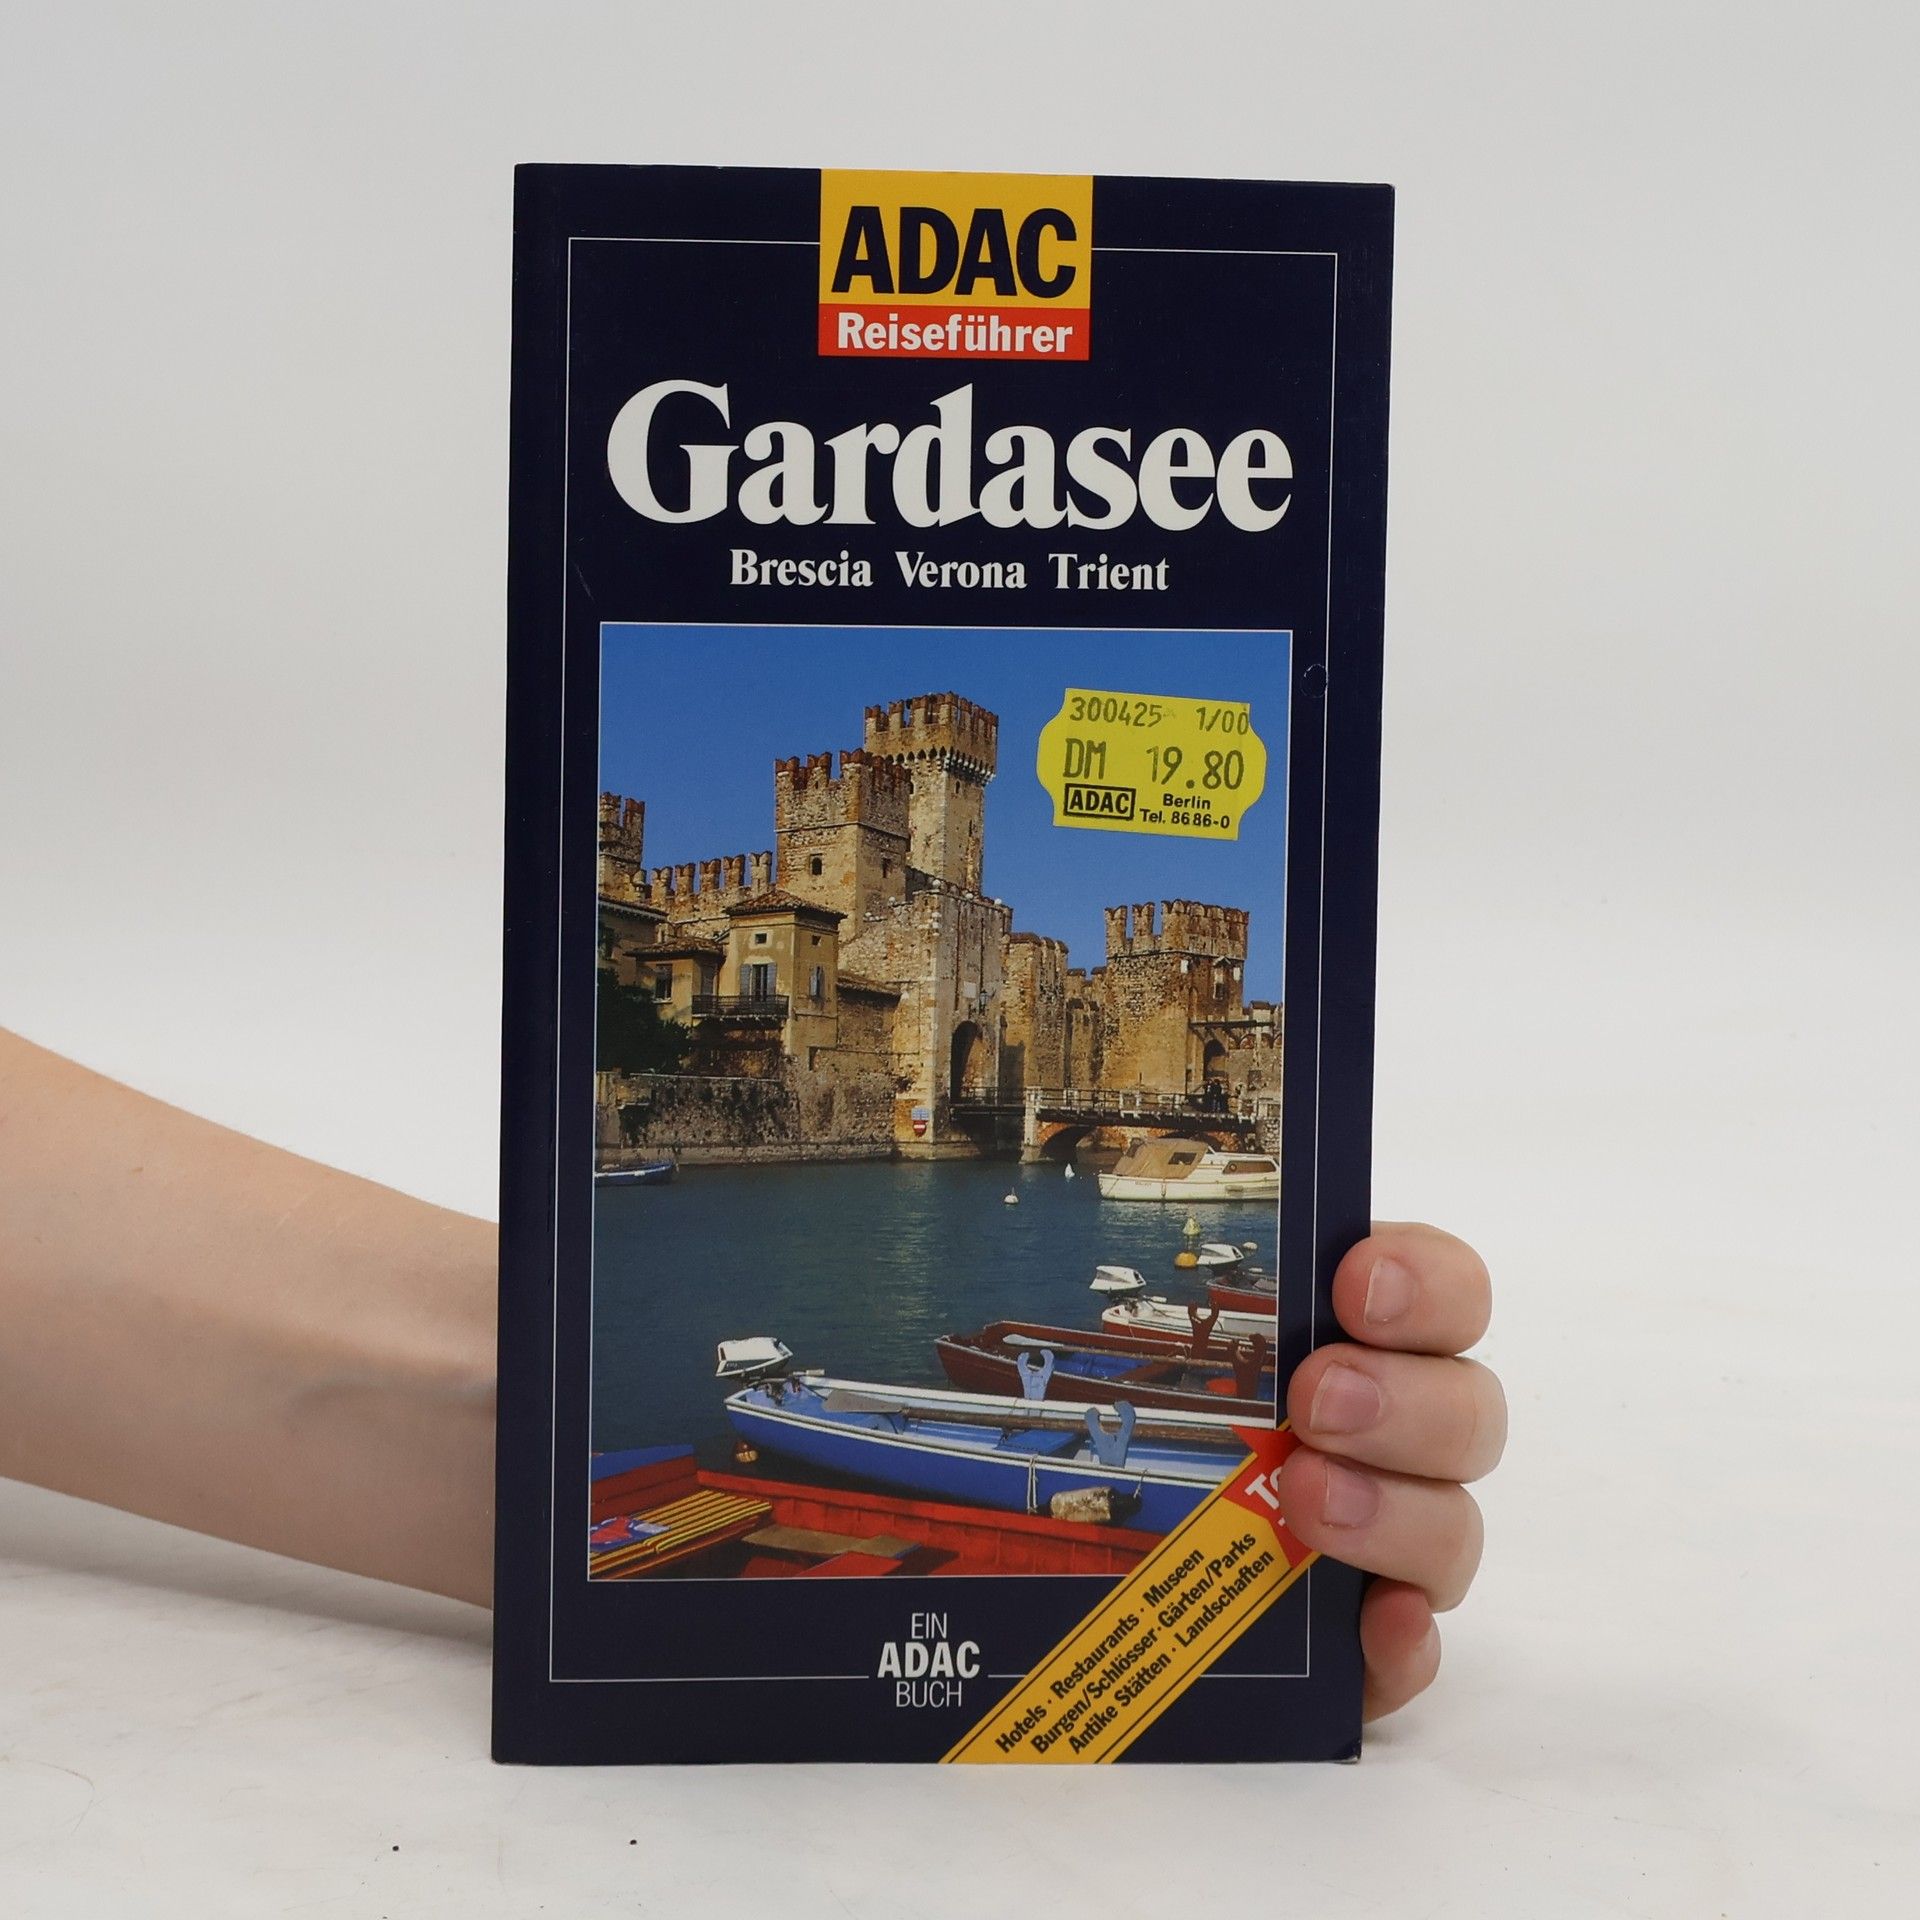 ADAC
Reiseführer
Gardasee
Brescia Verona Trient
300425 1/00
DM 19.80
ADAC Berlin
Tel. 8686-0
Hotels · Restaurants · Museen
Burgen/Schlösser · Gärten/Parks
Antike Stätten · Landschaften
EIN
ADAC
BUCH